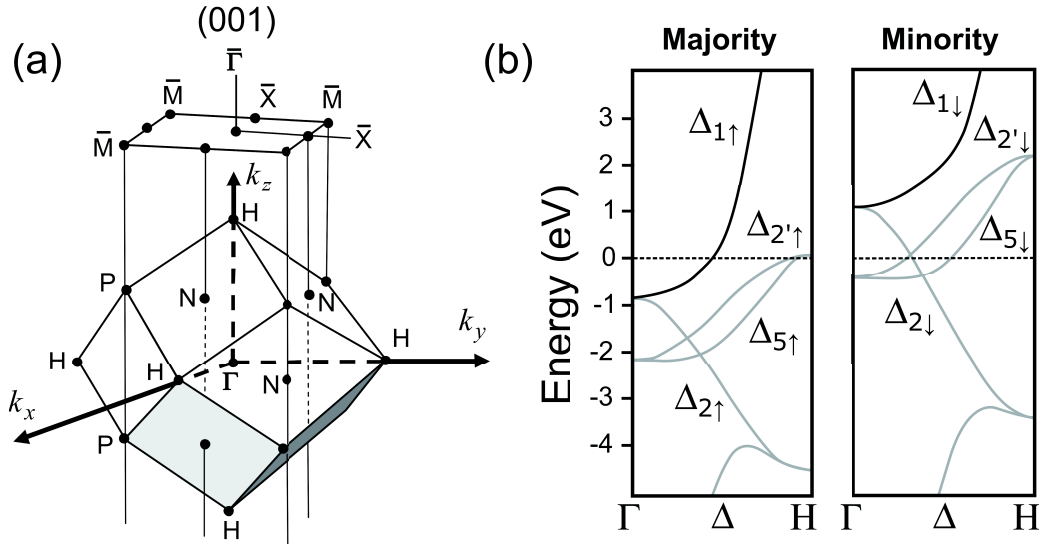 (001)
(a)
Γ̄
M̄
X̄
M̄
M̄
X̄
k_z
H
P
N
N
H
k_y
H
H
Γ
N
k_x
P
H
(b)
Majority
Minority
Energy (eV)
3
2
1
0
-1
-2
-3
-4
Δ₁↑
Δ₂'↑
Δ₅↑
Δ₂↑
Δ₁↓
Δ₂'↓
Δ₅↓
Δ₂↓
Γ Δ H
Γ Δ H